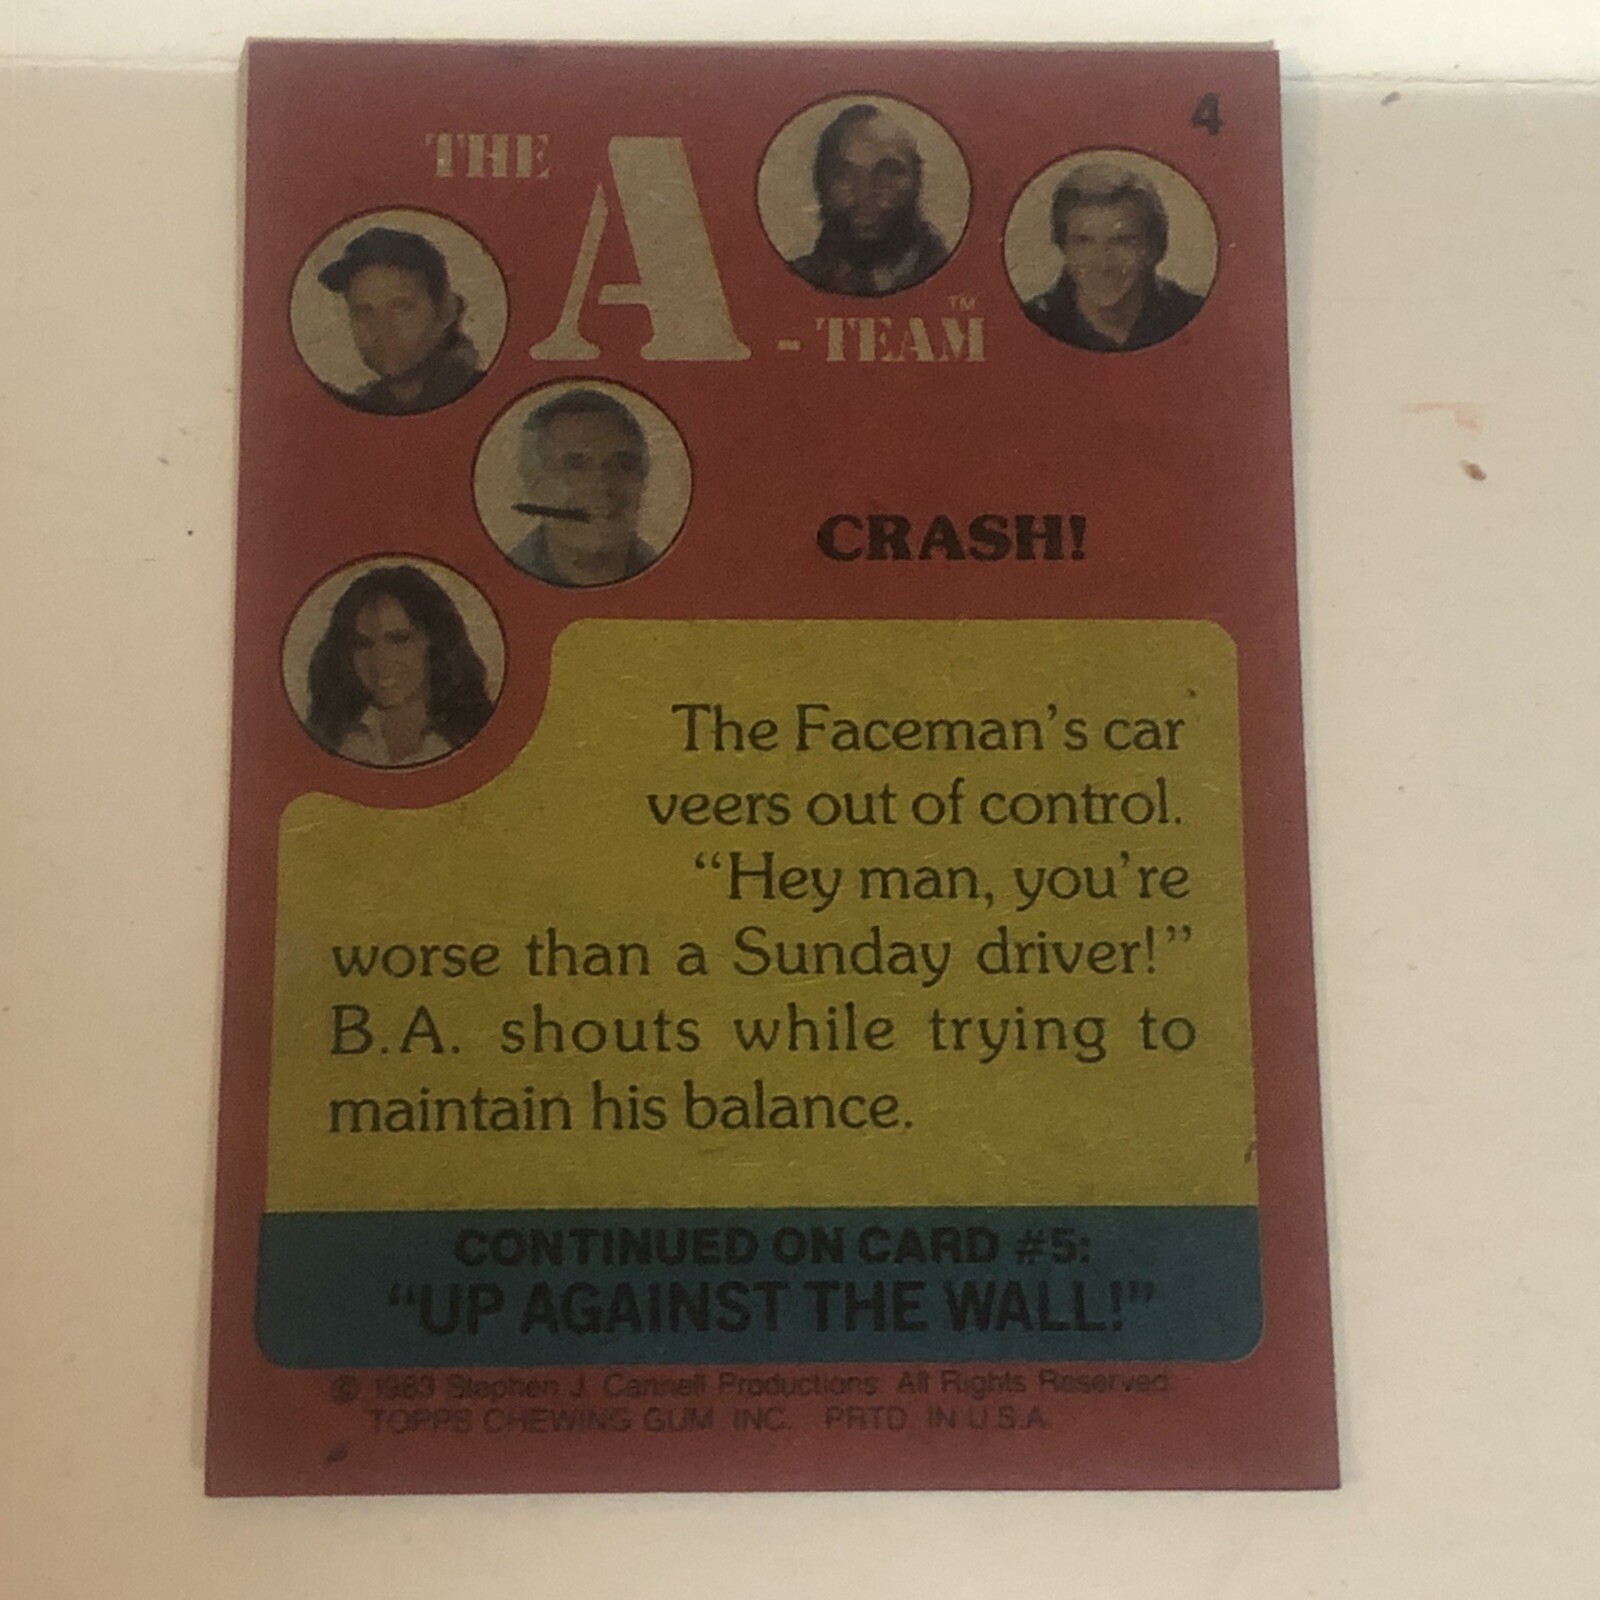 4
THE
A
-TEAM™
CRASH!
The Faceman's car
veers out of control.
“Hey man, you're
worse than a Sunday driver!”
B.A. shouts while trying to
maintain his balance.
CONTINUED ON CARD #5:
“UP AGAINST THE WALL!”
© 1983 Stephen J. Cannell Productions. All Rights Reserved
TOPPS CHEWING GUM, INC. PRTD. IN U.S.A.